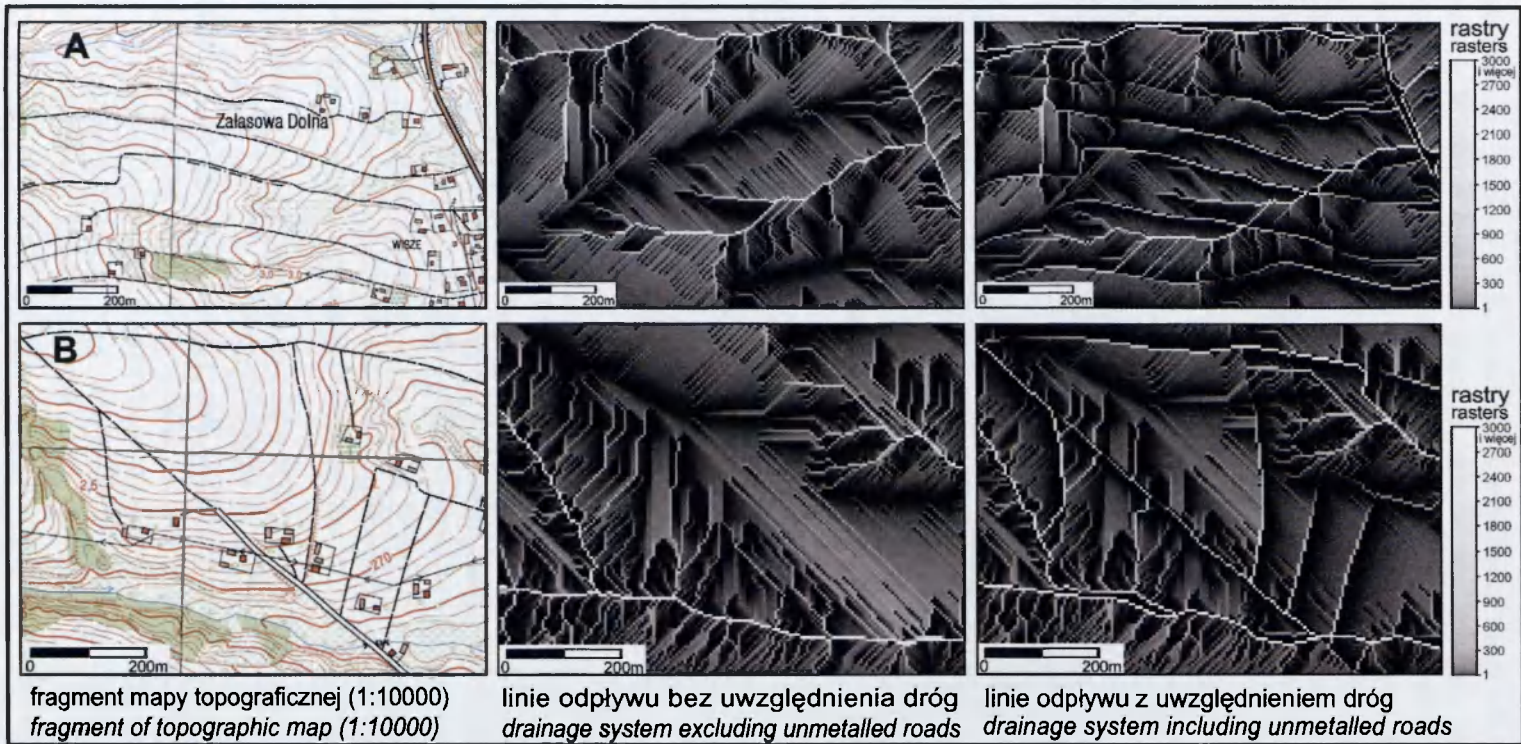 A
Załasowa Dolna
WISZE
3,0
3,0
0 200m
0 200m
0 200m
rastry
rasters
3000
i więcej
2700
2400
2100
1800
1500
1200
900
600
300
1
B
2,5
270
0 200m
0 200m
0 200m
rastry
rasters
3000
i więcej
2700
2400
2100
1800
1500
1200
900
600
300
1
fragment mapy topograficznej (1:10000)
fragment of topographic map (1:10000)
linie odpływu bez uwzględnienia dróg
drainage system excluding unmetalled roads
linie odpływu z uwzględnieniem dróg
drainage system including unmetalled roads